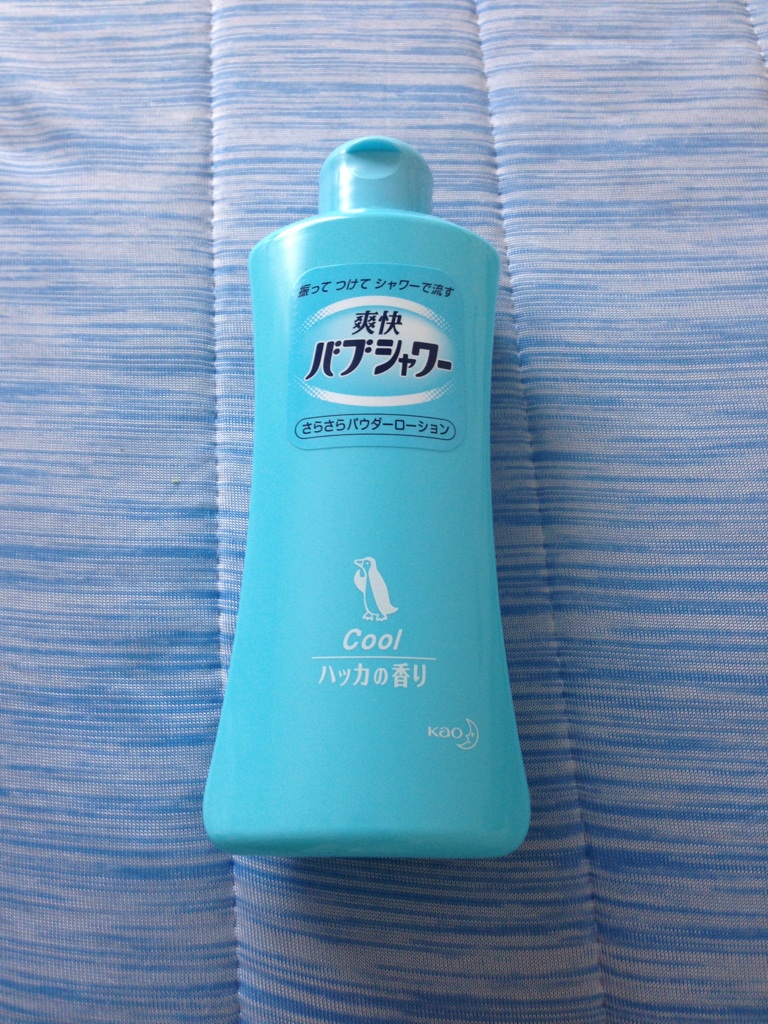 振って つけて シャワーで流す
爽快
バブシャワー
さらさらパウダーローション
Cool
ハッカの香り
Kao